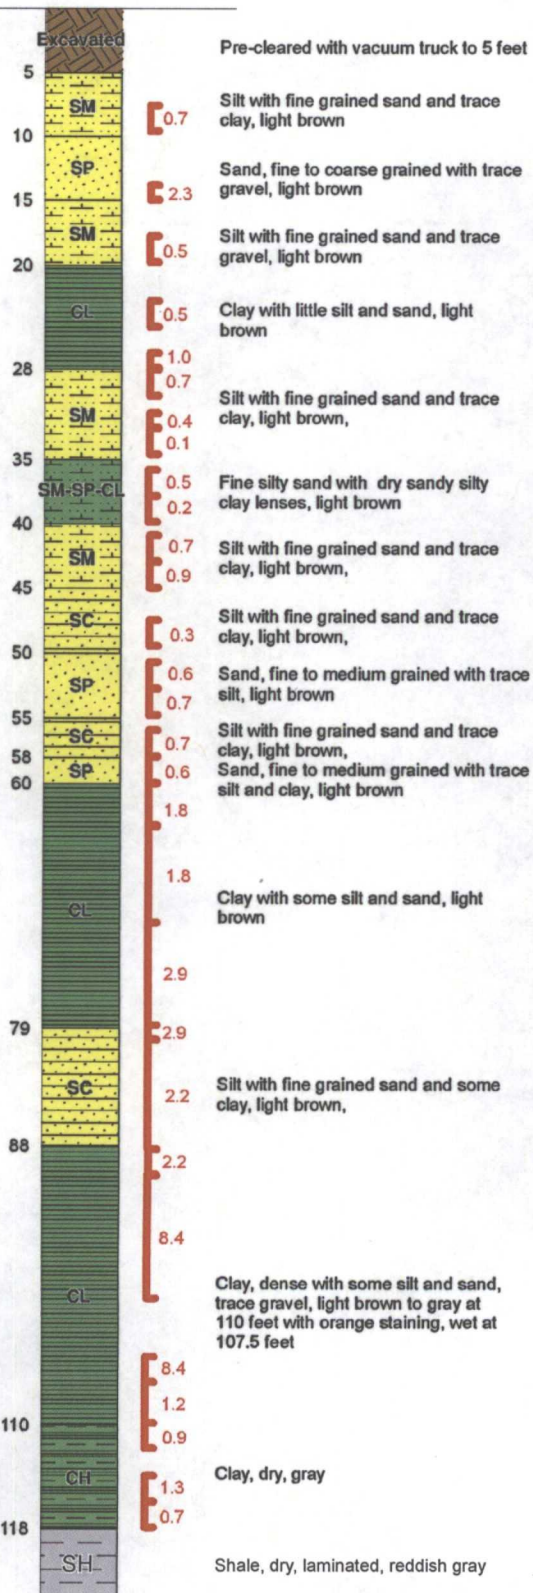 Excavated
Pre-cleared with vacuum truck to 5 feet
5
SM
0.7
Silt with fine grained sand and trace
clay, light brown
10
SP
2.3
Sand, fine to coarse grained with trace
gravel, light brown
15
SM
0.5
Silt with fine grained sand and trace
gravel, light brown
20
CL
0.5
Clay with little silt and sand, light
brown
1.0
28
0.7
SM
0.4
0.1
Silt with fine grained sand and trace
clay, light brown,
35
SM-SP-CL
0.5
0.2
Fine silty sand with dry sandy silty
clay lenses, light brown
40
SM
0.7
0.9
Silt with fine grained sand and trace
clay, light brown,
45
SC
0.3
Silt with fine grained sand and trace
clay, light brown,
50
SP
0.6
0.7
Sand, fine to medium grained with trace
silt, light brown
55
SC
0.7
Silt with fine grained sand and trace
clay, light brown,
58
SP
0.6
Sand, fine to medium grained with trace
silt and clay, light brown
60
1.8
1.8
CL
Clay with some silt and sand, light
brown
2.9
79
2.9
SC
2.2
Silt with fine grained sand and some
clay, light brown,
88
2.2
8.4
CL
Clay, dense with some silt and sand,
trace gravel, light brown to gray at
110 feet with orange staining, wet at
107.5 feet
8.4
1.2
110
0.9
CH
1.3
0.7
Clay, dry, gray
118
SH
Shale, dry, laminated, reddish gray